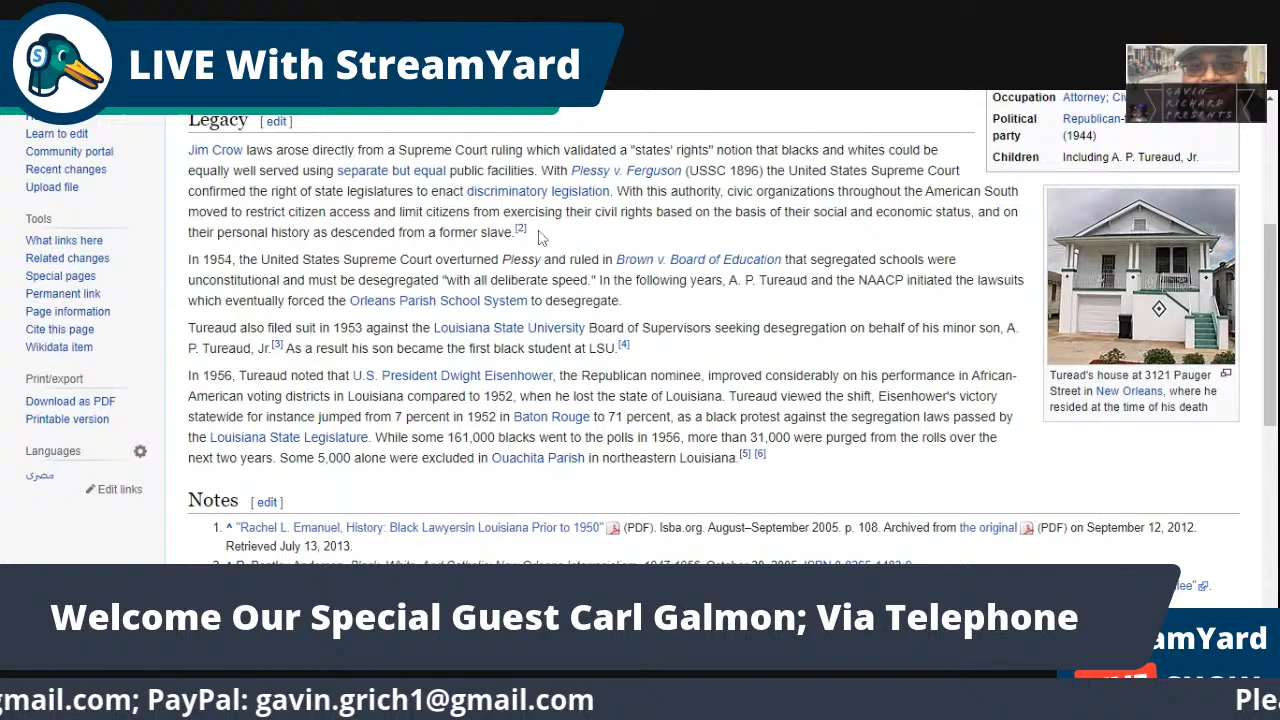 LIVE With StreamYard
S
GAVIN
RICHARD
PRESENTS
Learn to edit
Community portal
Recent changes
Upload file
Tools
What links here
Related changes
Special pages
Permanent link
Page information
Cite this page
Wikidata item
Print/export
Download as PDF
Printable version
Languages
مصرى
Edit links
Legacy [ edit ]
Jim Crow laws arose directly from a Supreme Court ruling which validated a "states' rights" notion that blacks and whites could be
equally well served using separate but equal public facilities. With Plessy v. Ferguson (USSC 1896) the United States Supreme Court
confirmed the right of state legislatures to enact discriminatory legislation. With this authority, civic organizations throughout the American South
moved to restrict citizen access and limit citizens from exercising their civil rights based on the basis of their social and economic status, and on
their personal history as descended from a former slave.[2]
In 1954, the United States Supreme Court overturned Plessy and ruled in Brown v. Board of Education that segregated schools were
unconstitutional and must be desegregated "with all deliberate speed." In the following years, A. P. Tureaud and the NAACP initiated the lawsuits
which eventually forced the Orleans Parish School System to desegregate.
Tureaud also filed suit in 1953 against the Louisiana State University Board of Supervisors seeking desegregation on behalf of his minor son, A.
P. Tureaud, Jr.[3] As a result his son became the first black student at LSU.[4]
In 1956, Tureaud noted that U.S. President Dwight Eisenhower, the Republican nominee, improved considerably on his performance in African-
American voting districts in Louisiana compared to 1952, when he lost the state of Louisiana. Tureaud viewed the shift, Eisenhower's victory
statewide for instance jumped from 7 percent in 1952 in Baton Rouge to 71 percent, as a black protest against the segregation laws passed by
the Louisiana State Legislature. While some 161,000 blacks went to the polls in 1956, more than 31,000 were purged from the rolls over the
next two years. Some 5,000 alone were excluded in Ouachita Parish in northeastern Louisiana.[5] [6]
Occupation Attorney;
Political Republican-
party (1944)
Children Including A. P. Tureaud, Jr.
Turead's house at 3121 Pauger
Street in New Orleans, where he
resided at the time of his death
Notes [ edit ]
1. ^ "Rachel L. Emanuel, History: Black Lawyersin Louisiana Prior to 1950" (PDF). lsba.org. August–September 2005. p. 108. Archived from the original (PDF) on September 12, 2012.
Retrieved July 13, 2013.
Welcome Our Special Guest Carl Galmon; Via Telephone
amYard
gmail.com; PayPal: gavin.grich1@gmail.com
Plea